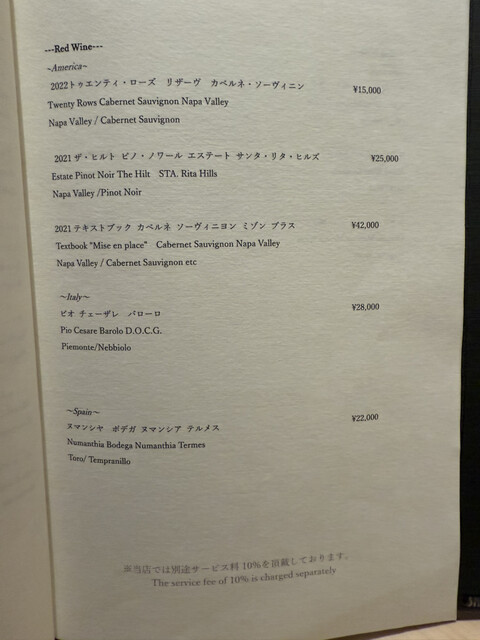 ---Red Wine---
~America~
2022トゥエンティ・ローズ リザーヴ カベルネ・ソーヴィニン ¥15,000
Twenty Rows Cabernet Sauvignon Napa Valley
Napa Valley / Cabernet Sauvignon
2021 ザ・ヒルト ピノ・ノワール エステート サンタ・リタ・ヒルズ ¥25,000
Estate Pinot Noir The Hilt STA. Rita Hills
Napa Valley /Pinot Noir
2021 テキストブック カベルネ ソーヴィニヨン ミゾン プラス ¥42,000
Textbook "Mise en place" Cabernet Sauvignon Napa Valley
Napa Valley / Cabernet Sauvignon etc
~Italy~
ピオ チェーザレ バローロ ¥28,000
Pio Cesare Barolo D.O.C.G.
Piemonte/Nebbiolo
~Spain~
ヌマンシヤ ボデガ ヌマンシア テルメス ¥22,000
Numanthia Bodega Numanthia Termes
Toro/ Tempranillo
※当店では別途サービス料 10%を頂戴しております。
The service fee of 10% is charged separately